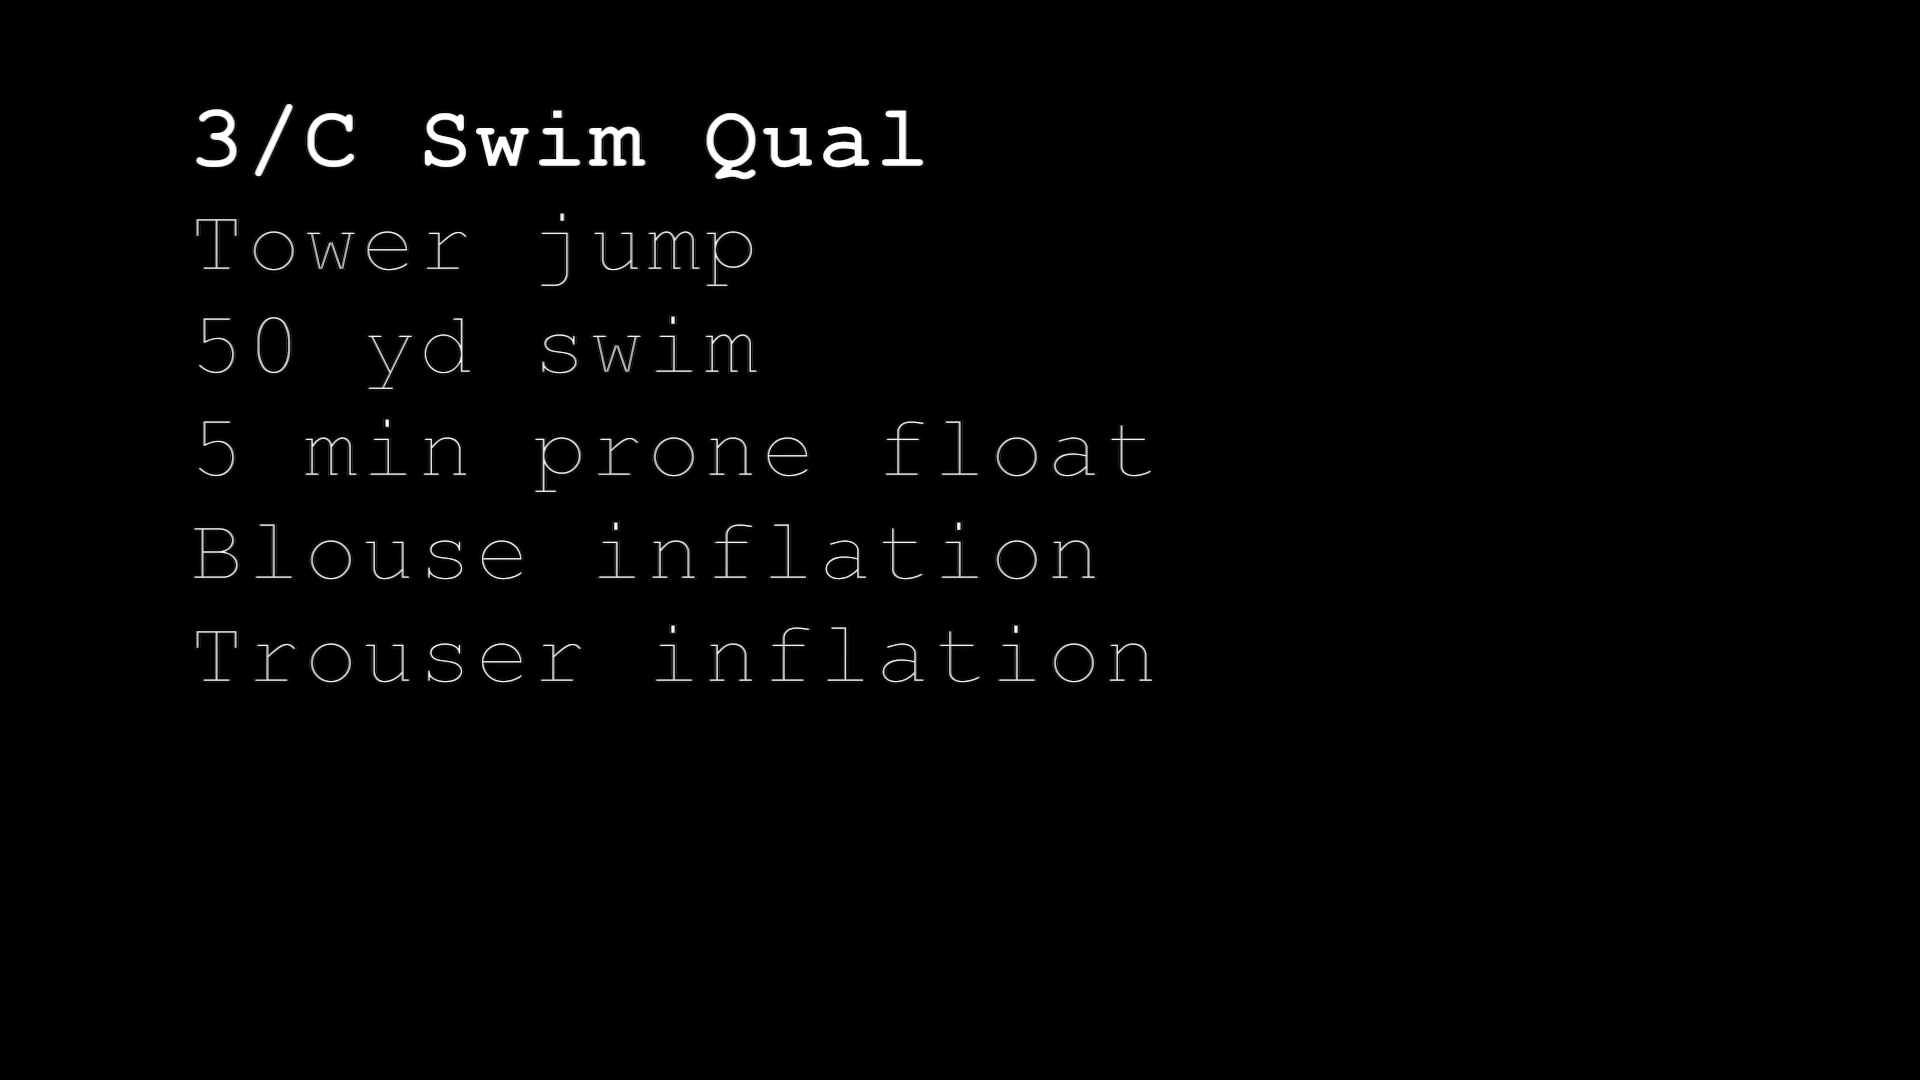 3/C Swim Qual
Tower jump
50 yd swim
5 min prone float
Blouse inflation
Trouser inflation